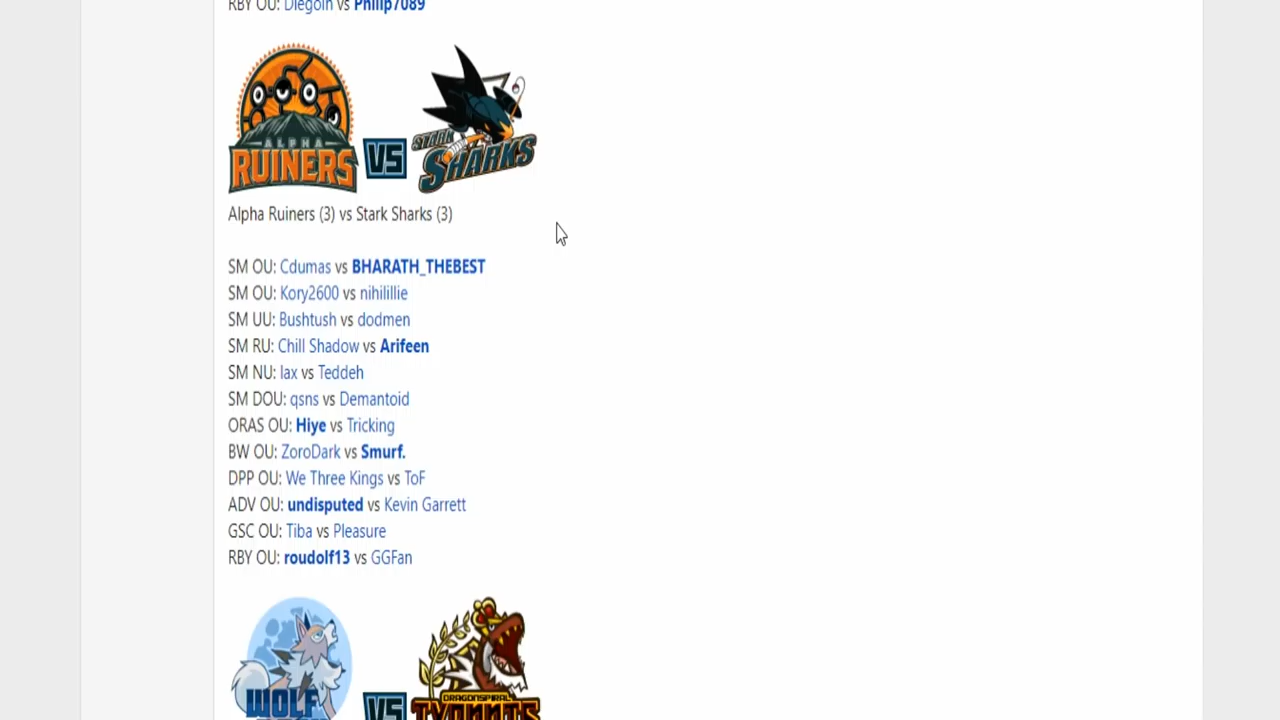 RBY OU: Diegoin vs Philip7089
ALPHA
RUINERS
VS
STARK
SHARKS
Alpha Ruiners (3) vs Stark Sharks (3)
SM OU: Cdumas vs BHARATH_THEBEST
SM OU: Kory2600 vs nihilillie
SM UU: Bushtush vs dodmen
SM RU: Chill Shadow vs Arifeen
SM NU: lax vs Teddeh
SM DOU: qsns vs Demantoid
ORAS OU: Hiye vs Tricking
BW OU: ZoroDark vs Smurf.
DPP OU: We Three Kings vs ToF
ADV OU: undisputed vs Kevin Garrett
GSC OU: Tiba vs Pleasure
RBY OU: roudolf13 vs GGFan
WOLF
VS
DRAGONSPIRAL
TYRANTS